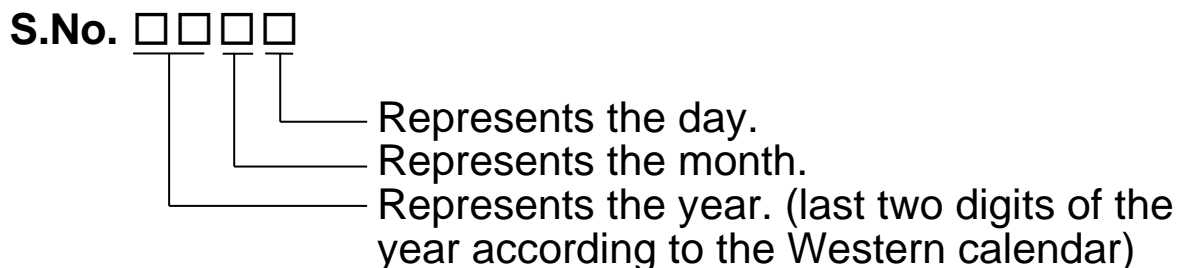 S.No. □□□□
Represents the day.
Represents the month.
Represents the year. (last two digits of the
year according to the Western calendar)